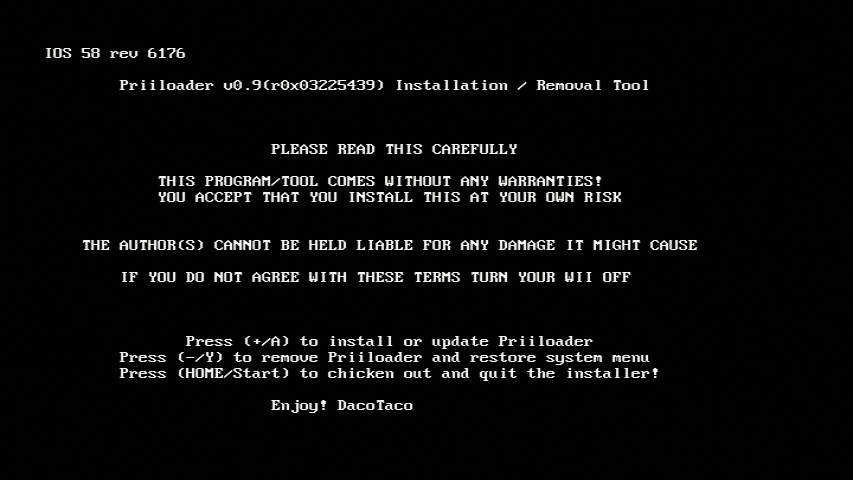 IOS 58 rev 6176
Priiloader v0.9(r0x03225439) Installation / Removal Tool
PLEASE READ THIS CAREFULLY
THIS PROGRAM/TOOL COMES WITHOUT ANY WARRANTIES!
YOU ACCEPT THAT YOU INSTALL THIS AT YOUR OWN RISK
THE AUTHOR(S) CANNOT BE HELD LIABLE FOR ANY DAMAGE IT MIGHT CAUSE
IF YOU DO NOT AGREE WITH THESE TERMS TURN YOUR WII OFF
Press (+/A) to install or update Priiloader
Press (-/Y) to remove Priiloader and restore system menu
Press (HOME/Start) to chicken out and quit the installer!
Enjoy! DacoTaco